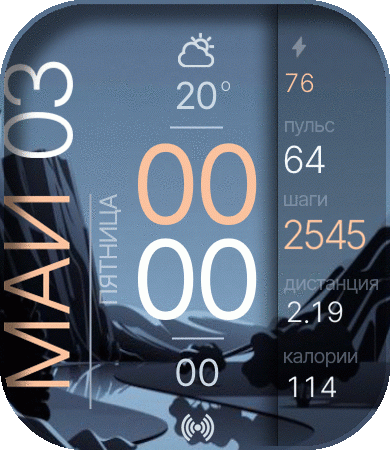 МАИ 03
ПЯТНИЦА
20°
00
00
00
76
пульс
64
шаги
2545
дистанция
2.19
калории
114